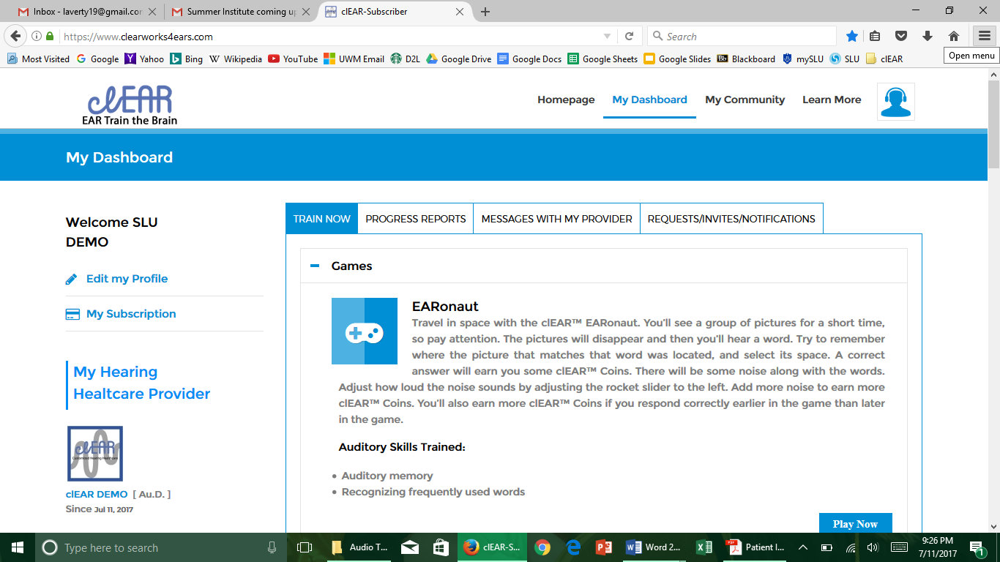 Inbox - laverty19@gmail.cor
Summer Institute coming up
clEAR-Subscriber
https://www.clearworks4ears.com
Search
Most Visited Google Yahoo Bing Wikipedia YouTube UWM Email D2L Google Drive Google Docs Google Sheets Google Slides Blackboard mySLU SLU clEAR
Open menu
clEAR
EAR Train the Brain
Homepage My Dashboard My Community Learn More
My Dashboard
Welcome SLU
DEMO
Edit my Profile
My Subscription
My Hearing
Healtcare Provider
clEAR
Customized Hearing Healthcare
clEAR DEMO [ Au.D. ]
Since Jul 11, 2017
TRAIN NOW PROGRESS REPORTS MESSAGES WITH MY PROVIDER REQUESTS/INVITES/NOTIFICATIONS
Games
EARonaut
Travel in space with the clEAR™ EARonaut. You'll see a group of pictures for a short time,
so pay attention. The pictures will disappear and then you'll hear a word. Try to remember
where the picture that matches that word was located, and select its space. A correct
answer will earn you some clEAR™ Coins. There will be some noise along with the words.
Adjust how loud the noise sounds by adjusting the rocket slider to the left. Add more noise to earn more
clEAR™ Coins. You'll also earn more clEAR™ Coins if you respond correctly earlier in the game than later
in the game.
Auditory Skills Trained:
• Auditory memory
• Recognizing frequently used words
Play Now
Type here to search
Audio T...
clEAR-S...
Word 2...
Patient I...
9:26 PM
7/11/2017
1